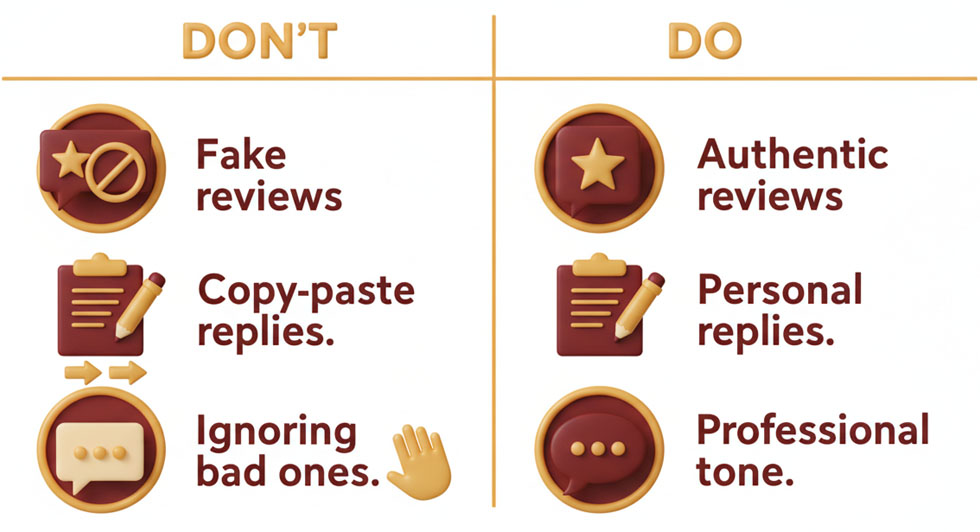 DON'T
DO
Fake
reviews
Authentic
reviews
Copy-paste
replies.
Personal
replies.
Ignoring
bad ones.
Professional
tone.